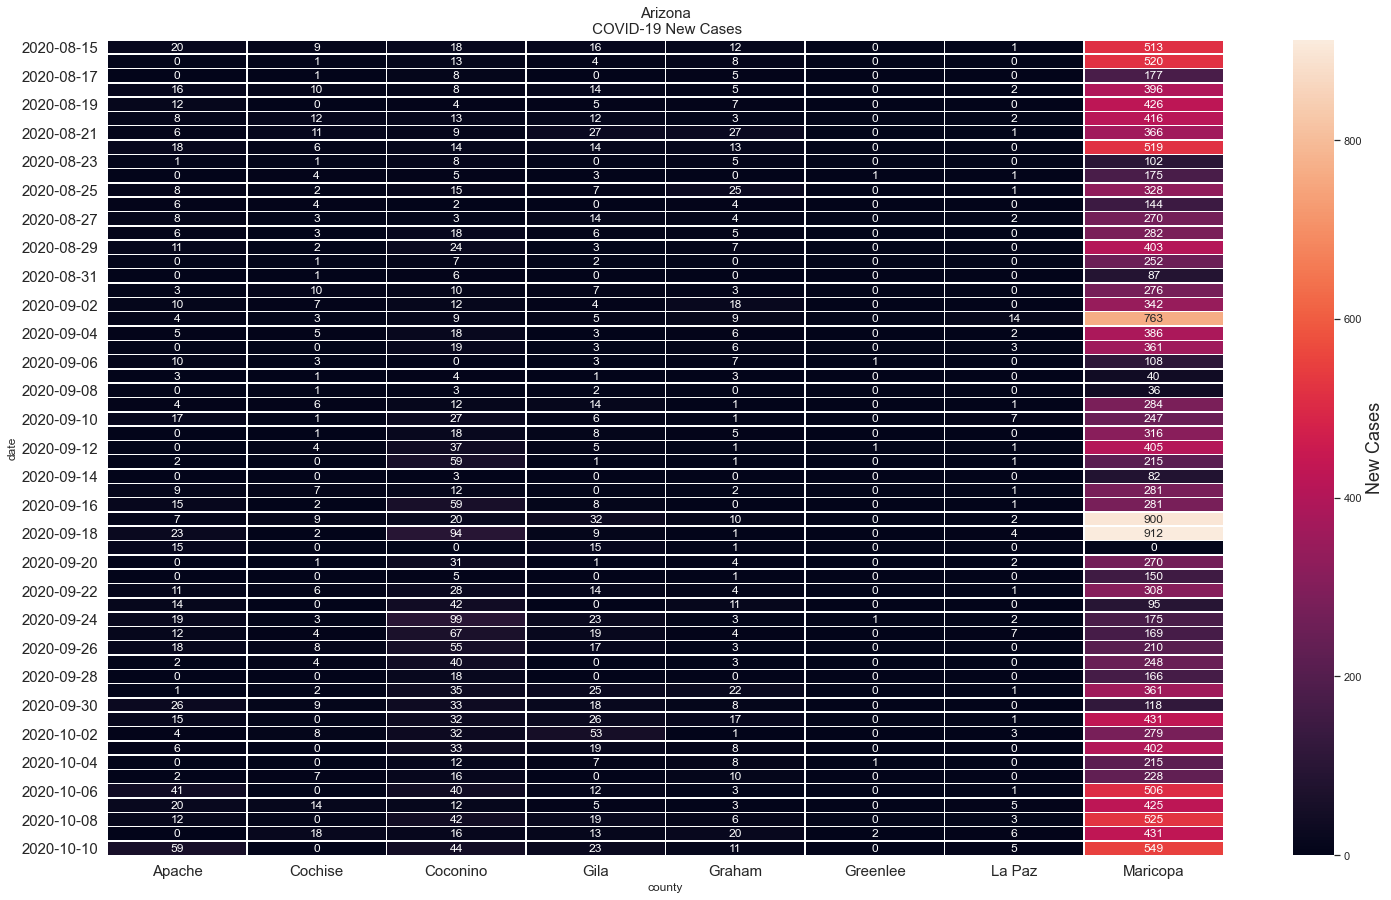 Arizona
COVID-19 New Cases
2020-08-15 20 9 18 16 12 0 1 513
0 1 13 4 8 0 0 520
2020-08-17 0 1 8 0 5 0 0 177
16 10 8 14 5 0 2 396
2020-08-19 12 0 4 5 7 0 0 426
8 12 13 12 3 0 2 416
2020-08-21 6 11 9 27 27 0 1 366
18 6 14 14 13 0 0 519
2020-08-23 1 1 8 0 5 0 0 102
0 4 5 3 0 1 1 175
2020-08-25 8 2 15 7 25 0 1 328
6 4 2 0 4 0 0 144
2020-08-27 8 3 3 14 4 0 2 270
6 3 18 6 5 0 0 282
2020-08-29 11 2 24 3 7 0 0 403
0 1 7 2 0 0 0 252
2020-08-31 0 1 6 0 0 0 0 87
3 10 10 7 3 0 0 276
2020-09-02 10 7 12 4 18 0 0 342
4 3 9 5 9 0 14 763
2020-09-04 5 5 18 3 6 0 2 386
0 0 19 3 6 0 3 361
2020-09-06 10 3 0 3 7 1 0 108
3 1 4 1 3 0 0 40
2020-09-08 0 1 3 2 0 0 0 36
4 6 12 14 1 0 1 284
2020-09-10 17 1 27 6 1 0 7 247
0 1 18 8 5 0 0 316
2020-09-12 0 4 37 5 1 1 1 405
2 0 59 1 1 0 1 215
2020-09-14 0 0 3 0 0 0 0 82
9 7 12 0 2 0 1 281
2020-09-16 15 2 59 8 0 0 1 281
7 9 20 32 10 0 2 900
2020-09-18 23 2 94 9 1 0 4 912
15 0 0 15 1 0 0 0
2020-09-20 0 1 31 1 4 0 2 270
0 0 5 0 1 0 0 150
2020-09-22 11 6 28 14 4 0 1 308
14 0 42 0 11 0 0 95
2020-09-24 19 3 99 23 3 1 2 175
12 4 67 19 4 0 7 169
2020-09-26 18 8 55 17 3 0 0 210
2 4 40 0 3 0 0 248
2020-09-28 0 0 18 0 0 0 0 166
1 2 35 25 22 0 1 361
2020-09-30 26 9 33 18 8 0 0 118
15 0 32 26 17 0 1 431
2020-10-02 4 8 32 53 1 0 3 279
6 0 33 19 8 0 0 402
2020-10-04 0 0 12 7 8 1 0 215
2 7 16 0 10 0 0 228
2020-10-06 41 0 40 12 3 0 1 506
20 14 12 5 3 0 5 425
2020-10-08 12 0 42 19 6 0 3 525
0 18 16 13 20 2 6 431
2020-10-10 59 0 44 23 11 0 5 549
Apache Cochise Coconino Gila Graham Greenlee La Paz Maricopa
county
date
800
600
400
200
0
New Cases